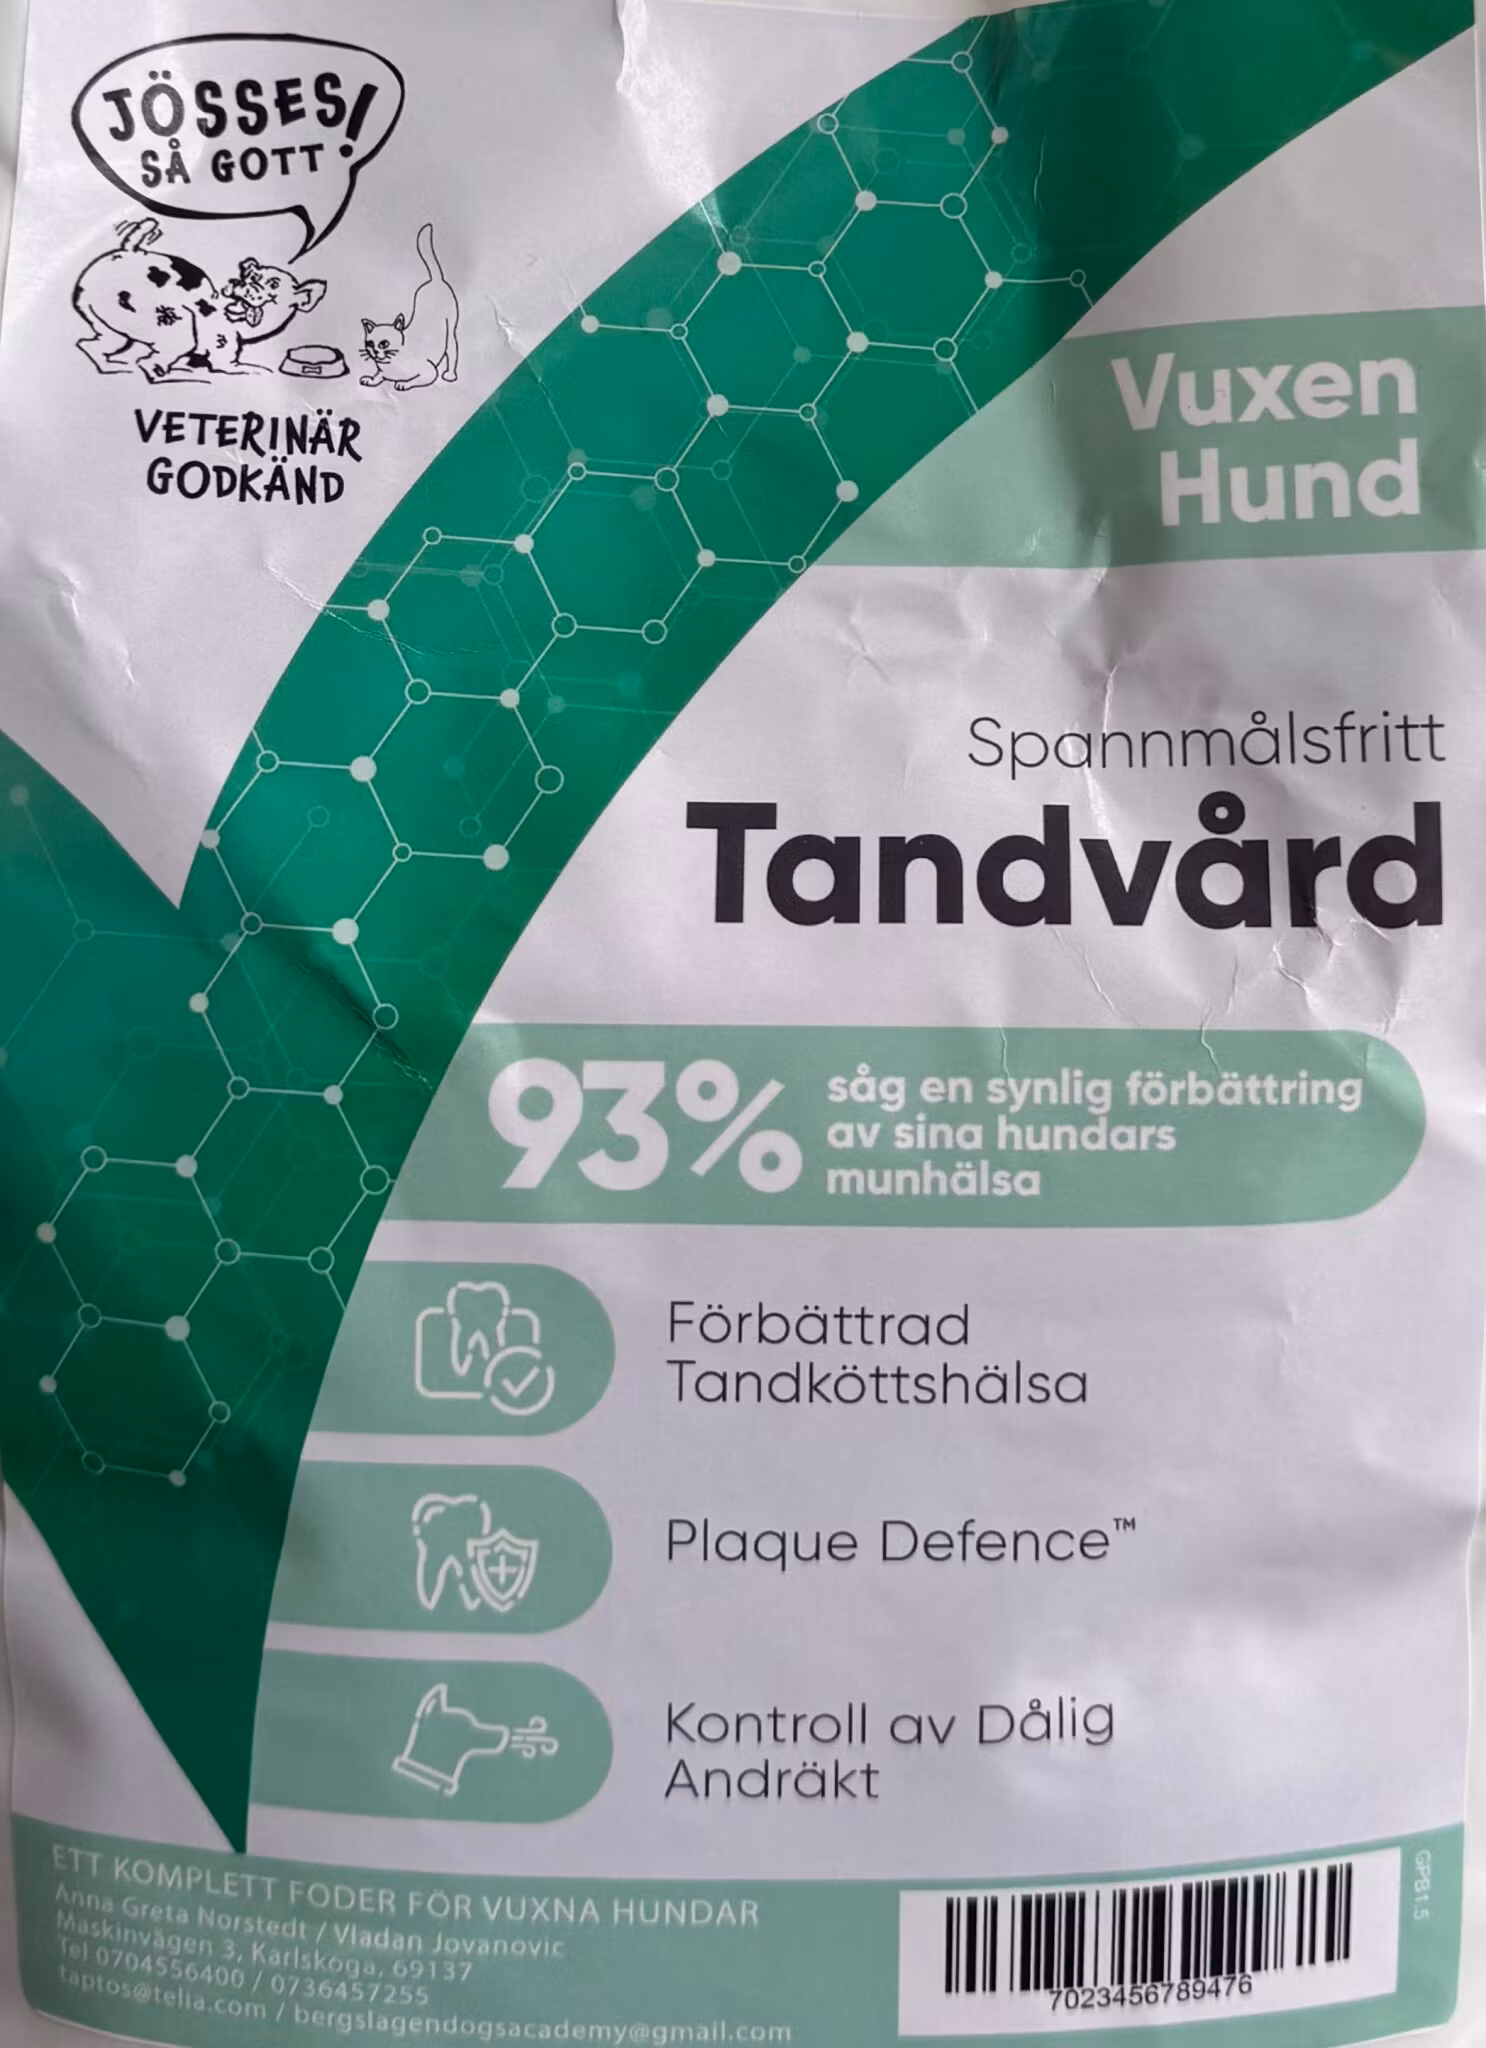 JÖSSES!
SÅ GOTT
VETERINÄR
GODKÄND
Vuxen
Hund
Spannmålsfritt
Tandvård
93%
såg en synlig förbättring
av sina hundars
munhälsa
Förbättrad
Tandköttshälsa
Plaque Defence™
Kontroll av Dålig
Andräkt
ETT KOMPLETT FODER FÖR VUXNA HUNDAR
Anna Greta Norstedt / Vladan Jovanovic
Maskinvägen 3, Karlskoga, 69137
Tel 0704556400 / 0736457255
taptos@telia.com / bergslagendogsacademy@gmail.com
7023456789476
GPB1.5